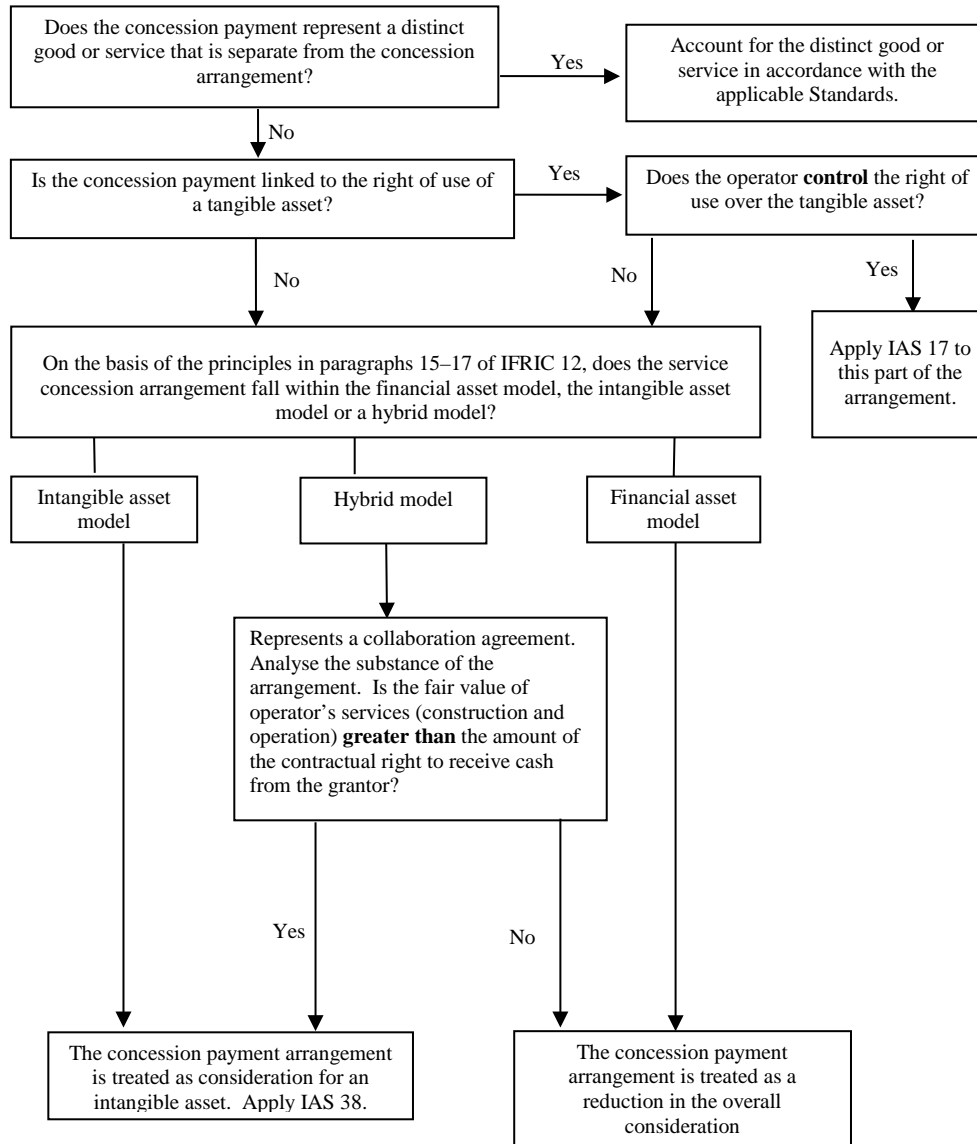 Does the concession payment represent a distinct
good or service that is separate from the concession
arrangement?
Yes
Account for the distinct good or
service in accordance with the
applicable Standards.
No
Is the concession payment linked to the right of use of
a tangible asset?
Yes
Does the operator control the right of
use over the tangible asset?
No
No
Yes
On the basis of the principles in paragraphs 15–17 of IFRIC 12, does the service
concession arrangement fall within the financial asset model, the intangible asset
model or a hybrid model?
Apply IAS 17 to
this part of the
arrangement.
Intangible asset
model
Hybrid model
Financial asset
model
Represents a collaboration agreement.
Analyse the substance of the
arrangement. Is the fair value of
operator's services (construction and
operation) greater than the amount of
the contractual right to receive cash
from the grantor?
Yes
No
The concession payment arrangement
is treated as consideration for an
intangible asset. Apply IAS 38.
The concession payment
arrangement is treated as a
reduction in the overall
consideration